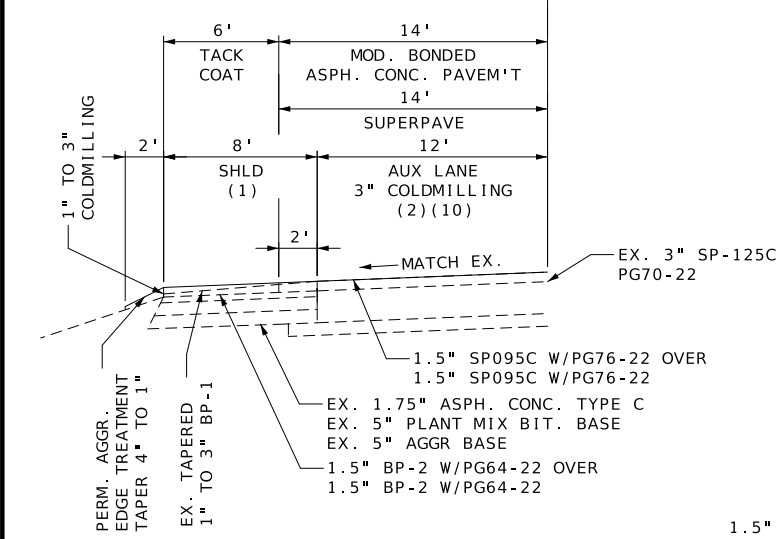 6'
14'
TACK
COAT
MOD. BONDED
ASPH. CONC. PAVEM'T
14'
SUPERPAVE
1" TO 3"
COLDMILLING
2'
8'
12'
SHLD
(1)
AUX LANE
3" COLDMILLING
(2)(10)
2'
MATCH EX.
EX. 3" SP-125C
PG70-22
1.5" SP095C W/PG76-22 OVER
1.5" SP095C W/PG76-22
EX. 1.75" ASPH. CONC. TYPE C
EX. 5" PLANT MIX BIT. BASE
EX. 5" AGGR BASE
1.5" BP-2 W/PG64-22 OVER
1.5" BP-2 W/PG64-22
PERM. AGGR.
EDGE TREATMENT
TAPER 4" TO 1"
EX. TAPERED
1" TO 3" BP-1
1.5"